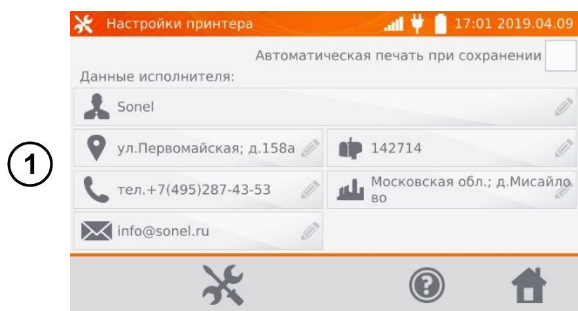 Настройки принтера 17:01 2019.04.09
Автоматическая печать при сохранении
Данные исполнителя:
Sonel
ул.Первомайская; д.158а 142714
1
тел.+7(495)287-43-53 Московская обл.; д.Мисайло
во
info@sonel.ru